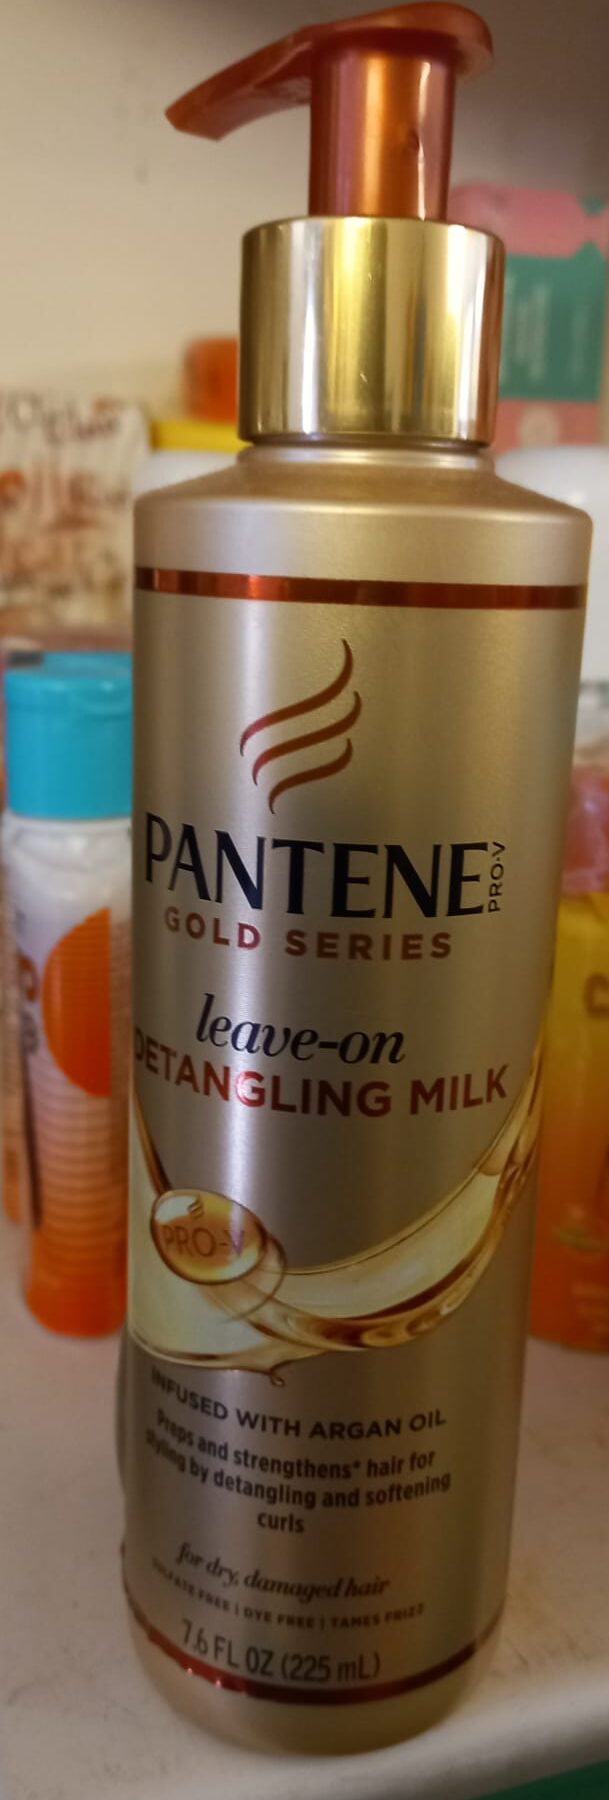 PANTENE PRO-V
GOLD SERIES
leave-on
DETANGLING MILK
PRO-V
INFUSED WITH ARGAN OIL
Preps and strengthens* hair for
styling by detangling and softening
curls
for dry, damaged hair
SULFATE FREE | DYE FREE | TAMES FRIZZ
7.6 FL OZ (225 mL)